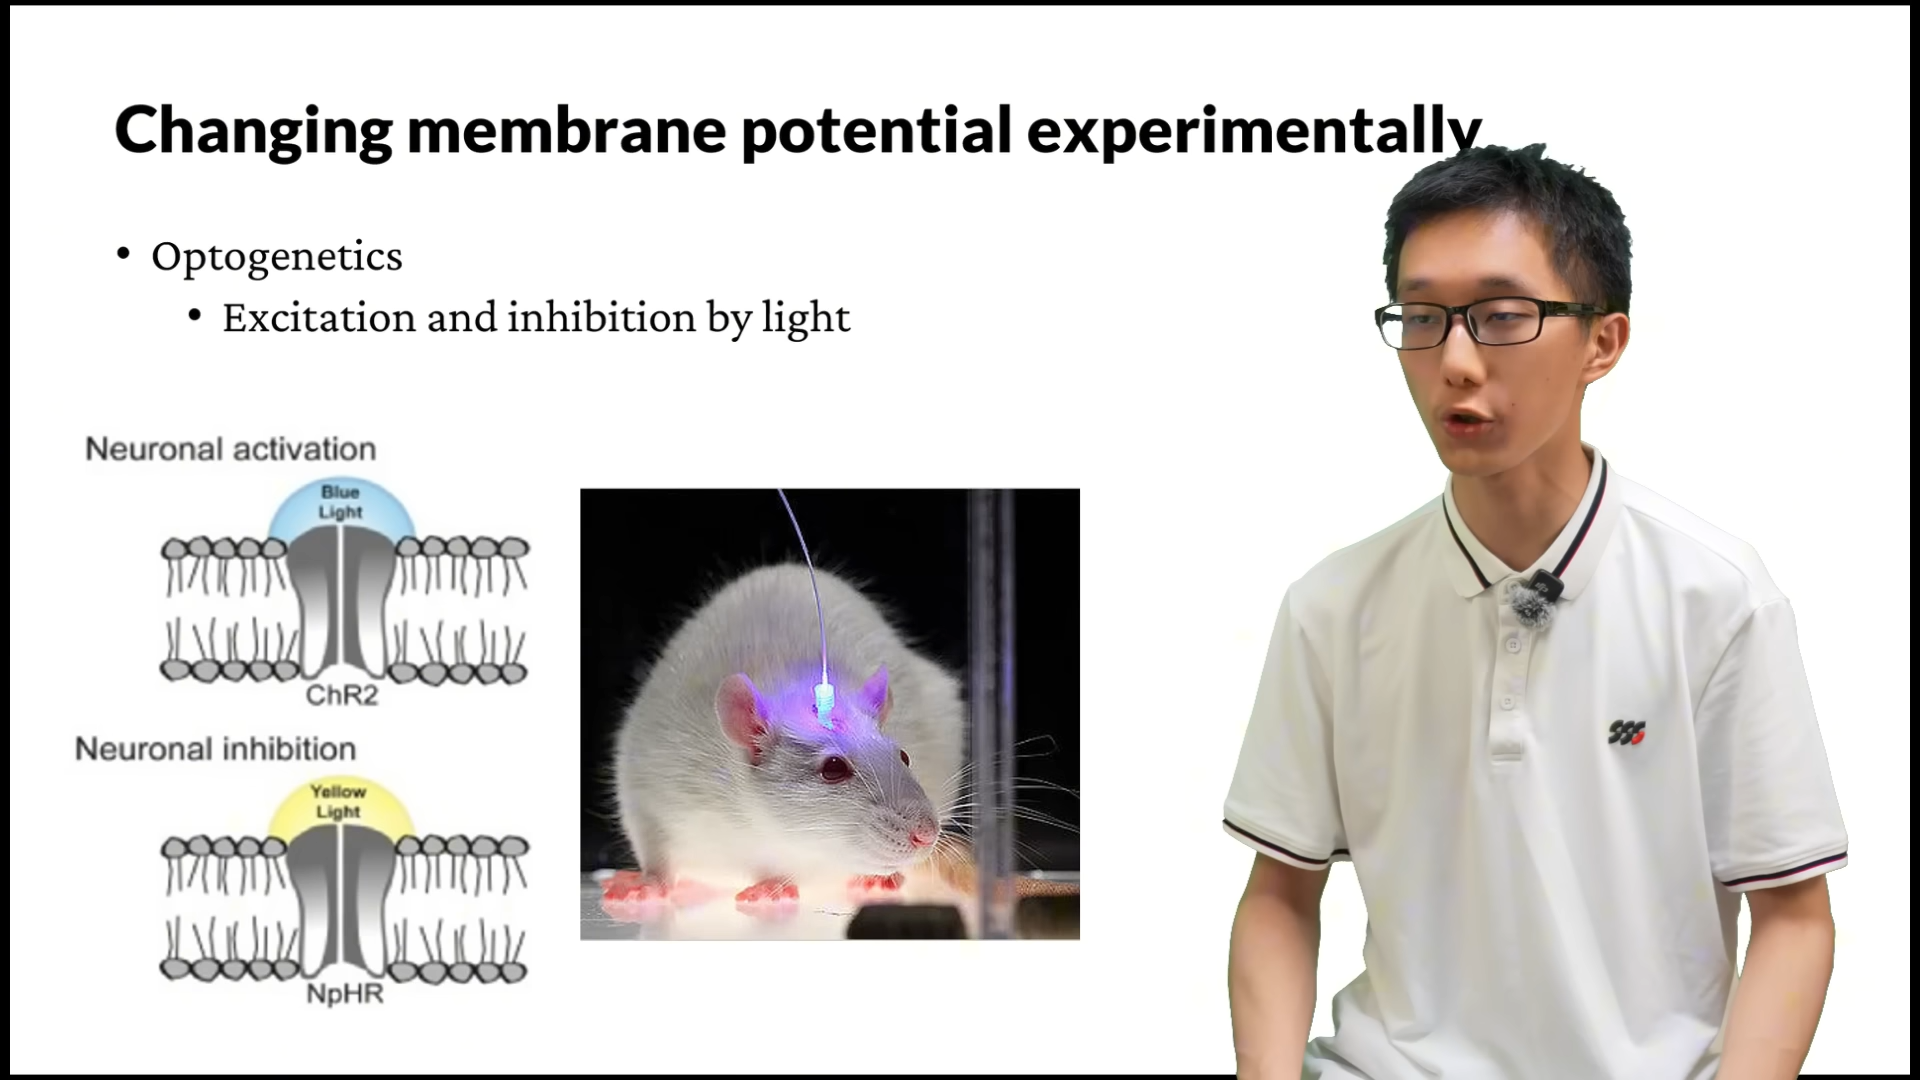 Changing membrane potential experimentally
• Optogenetics
• Excitation and inhibition by light
Neuronal activation
Blue
Light
ChR2
Neuronal inhibition
Yellow
Light
NpHR